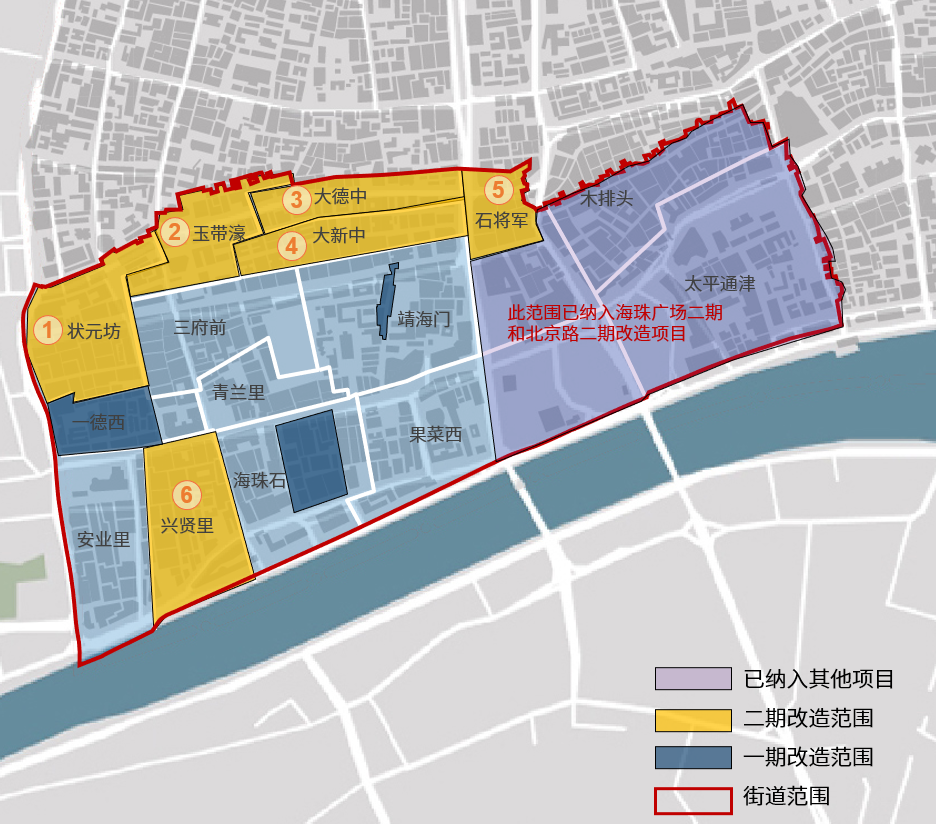 木排头
5
石将军
3
大德中
2
玉带濠
4
大新中
太平通津
此范围已纳入海珠广场二期
和北京路二期改造项目
1
状元坊
三府前
靖海门
青兰里
一德西
果菜西
海珠石
6
兴贤里
安业里
已纳入其他项目
二期改造范围
一期改造范围
街道范围